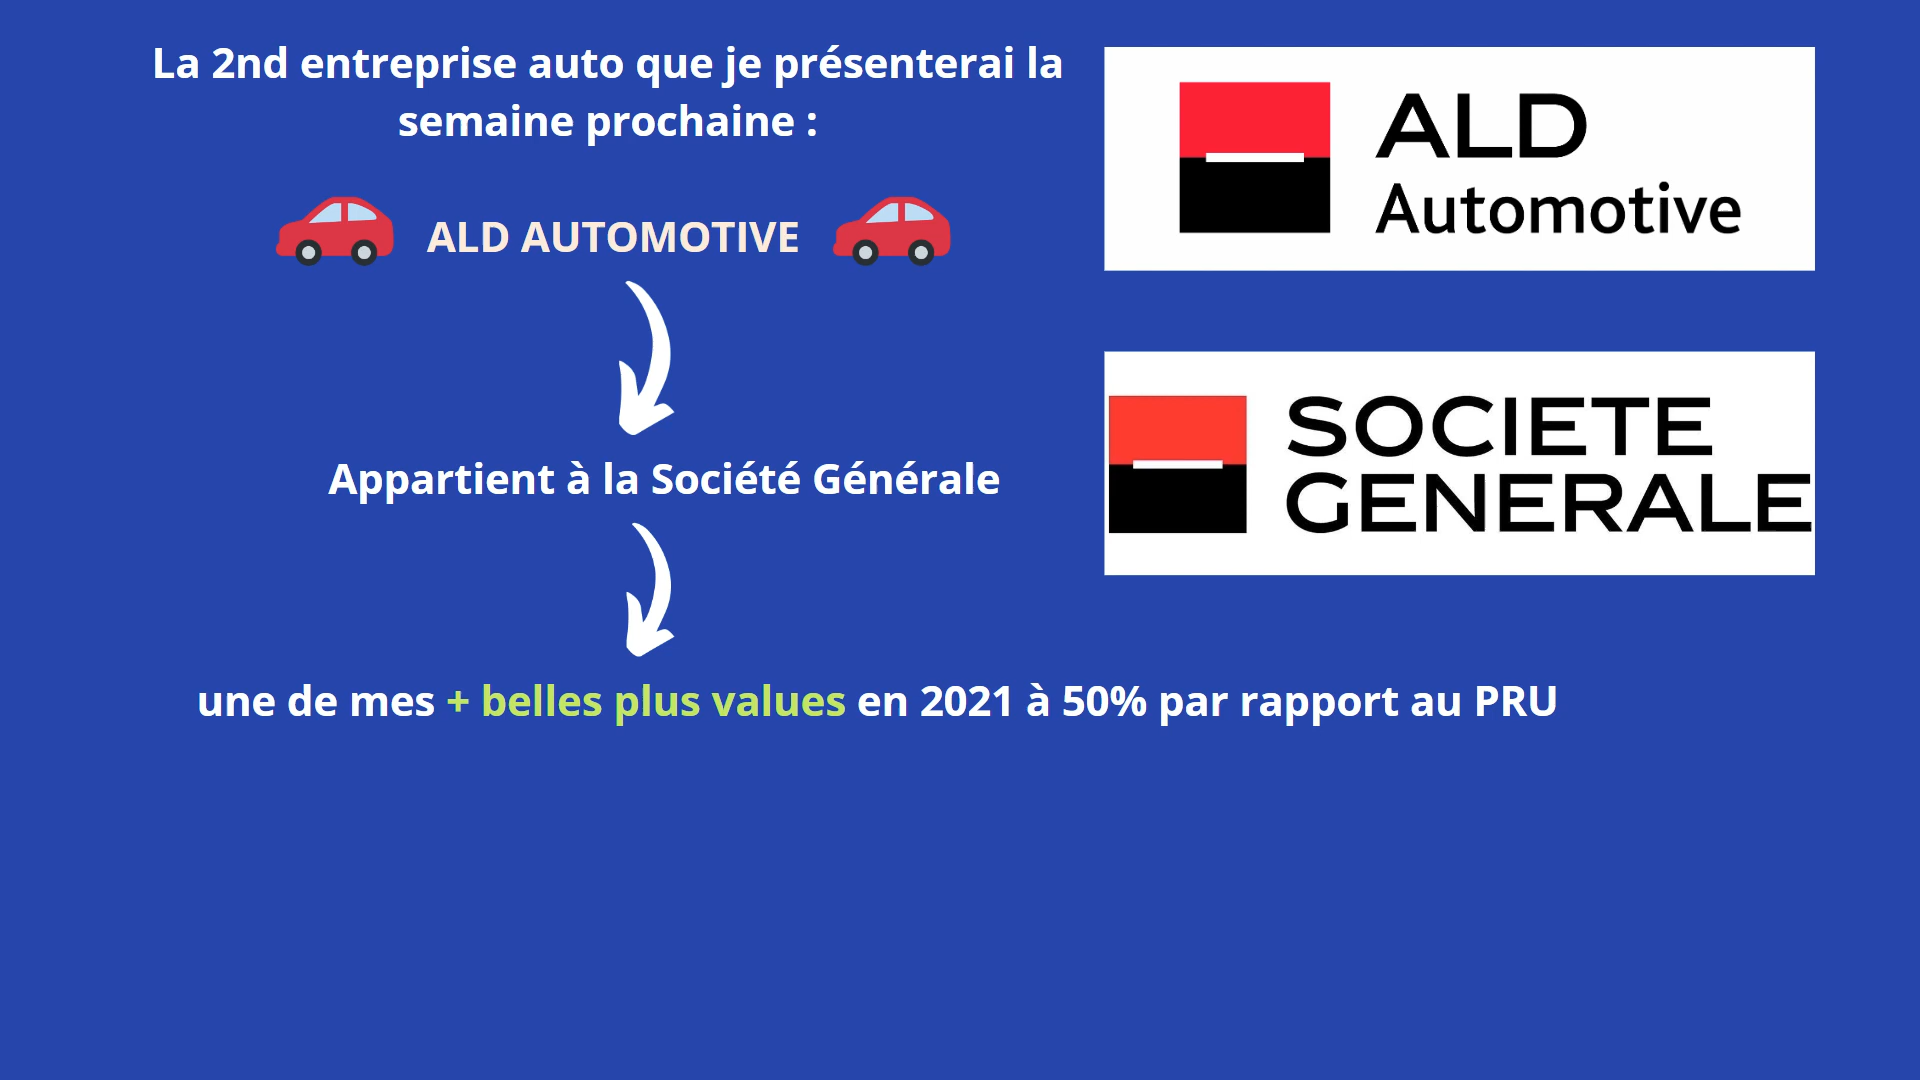 La 2nd entreprise auto que je présenterai la
semaine prochaine :
ALD AUTOMOTIVE
Appartient à la Société Générale
une de mes + belles plus values en 2021 à 50% par rapport au PRU
ALD
Automotive
SOCIETE
GENERALE